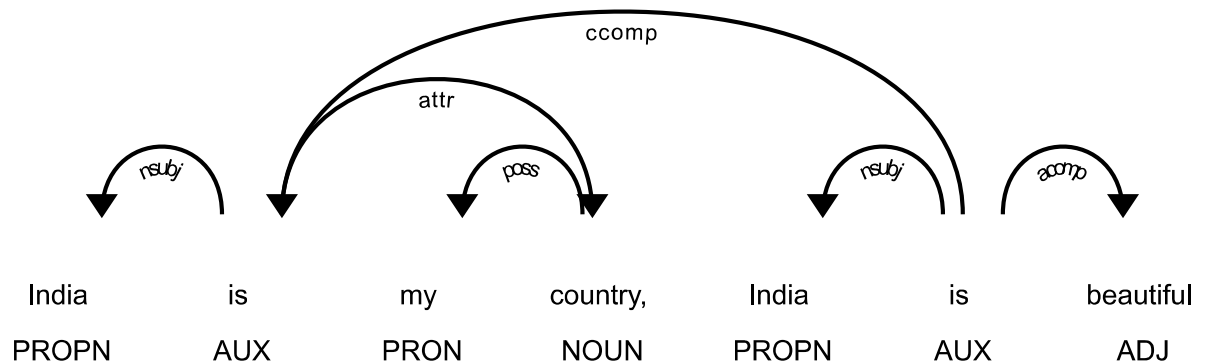 ccomp
attr
nsubj poss nsubj acomp
India is my country, India is beautiful
PROPN AUX PRON NOUN PROPN AUX ADJ